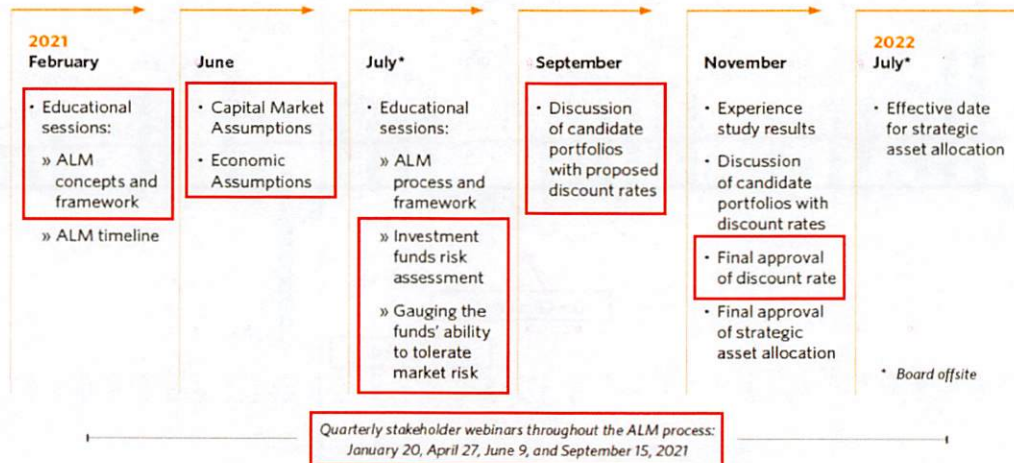 2021
February
• Educational
sessions:
» ALM
concepts and
framework
» ALM timeline
June
• Capital Market
Assumptions
• Economic
Assumptions
July*
• Educational
sessions:
» ALM
process and
framework
» Investment
funds risk
assessment
» Gauging the
funds' ability
to tolerate
market risk
September
• Discussion
of candidate
portfolios
with proposed
discount rates
November
• Experience
study results
• Discussion
of candidate
portfolios with
discount rates
• Final approval
of discount rate
• Final approval
of strategic
asset allocation
2022
July*
• Effective date
for strategic
asset allocation
* Board offsite
Quarterly stakeholder webinars throughout the ALM process:
January 20, April 27, June 9, and September 15, 2021